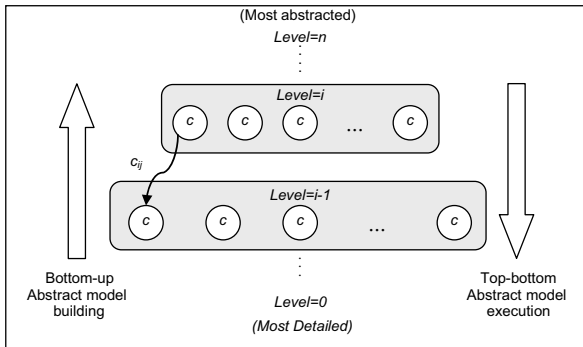 (Most abstracted)
Level=n
Level=i
c c c ... c
c_ij
Level=i-1
c c c ... c
Bottom-up
Abstract model
building
Top-bottom
Abstract model
execution
Level=0
(Most Detailed)